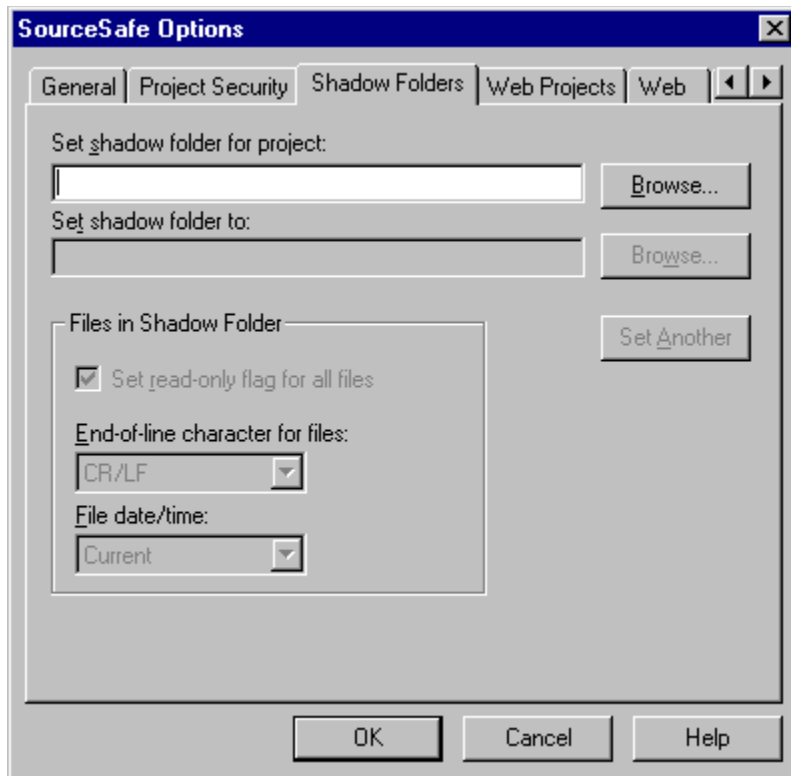 SourceSafe Options
General Project Security Shadow Folders Web Projects Web
Set shadow folder for project:
Browse...
Set shadow folder to:
Browse...
Files in Shadow Folder
Set Another
Set read-only flag for all files
End-of-line character for files:
CR/LF
File date/time:
Current
OK Cancel Help